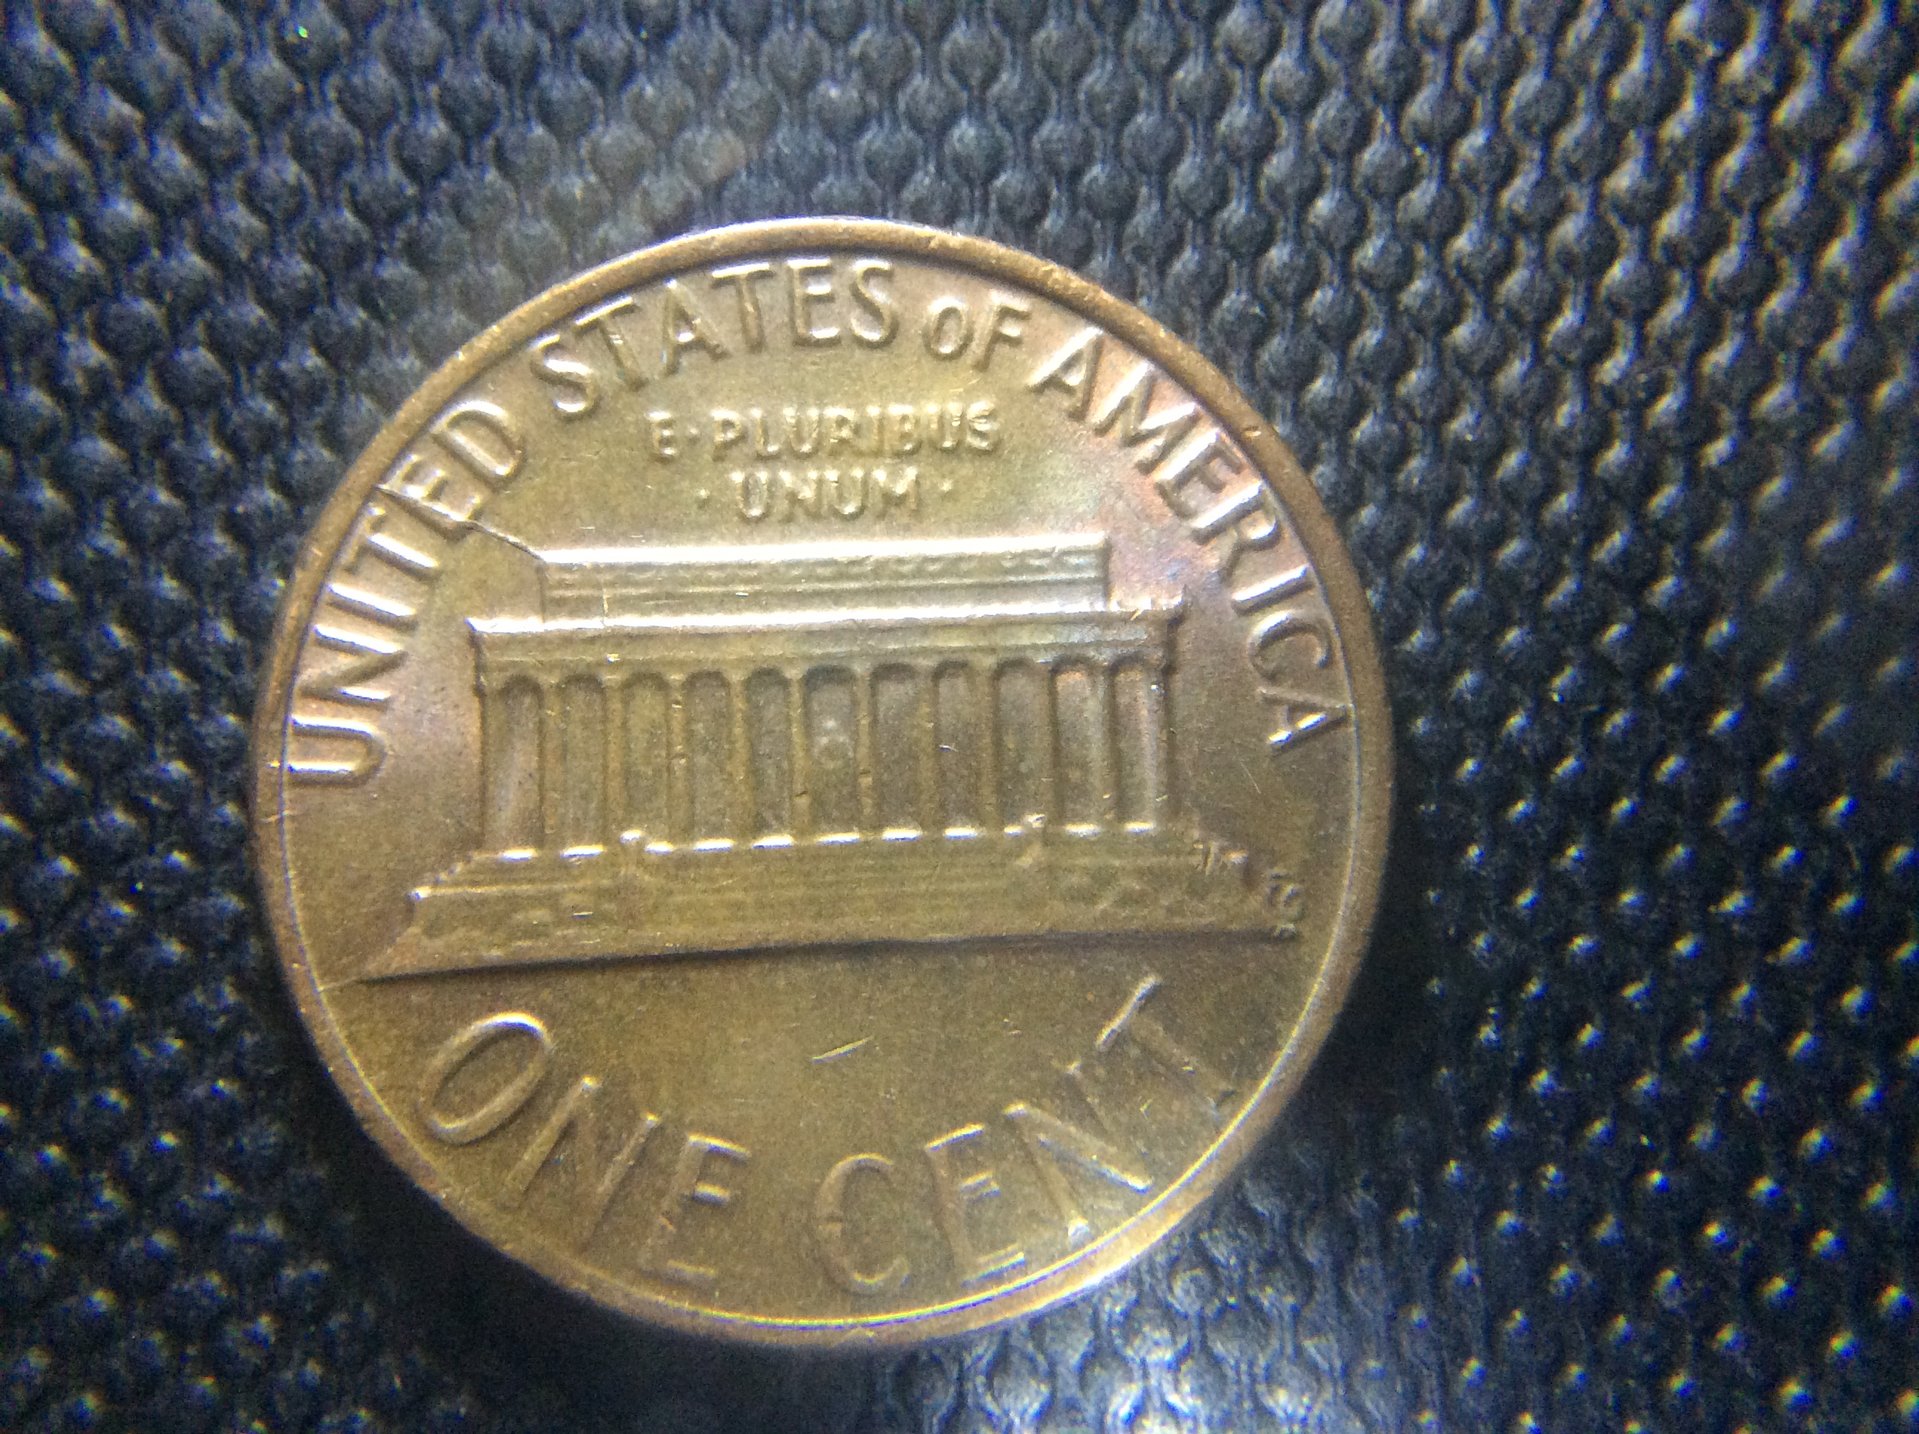 UNITED STATES OF AMERICA
E·PLURIBUS
·UNUM·
ONE CENT